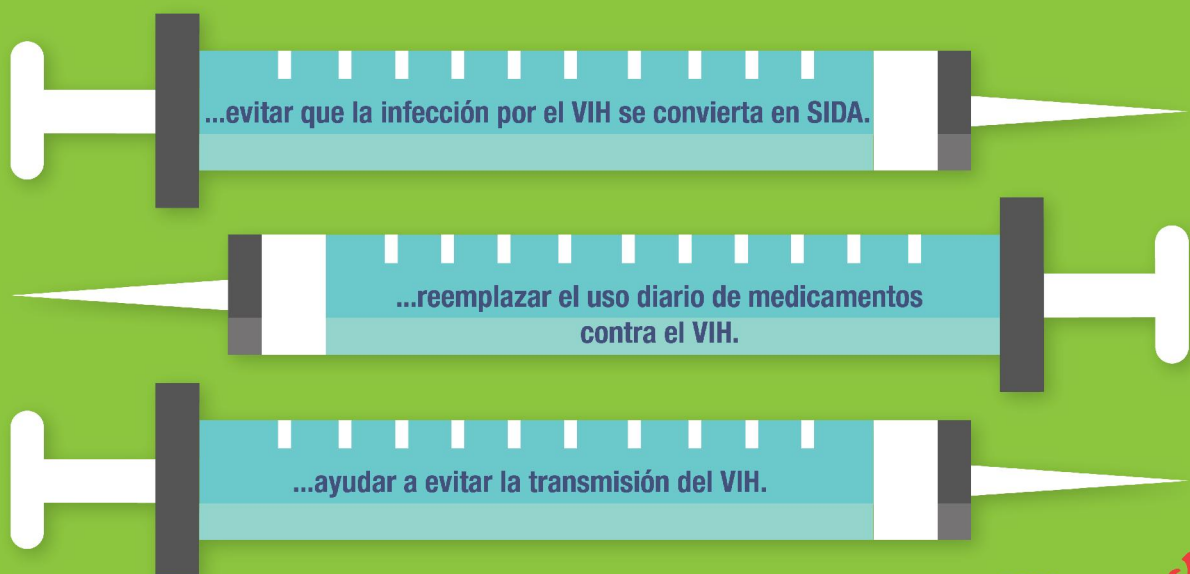 ...evitar que la infección por el VIH se convierta en SIDA.
...reemplazar el uso diario de medicamentos
contra el VIH.
...ayudar a evitar la transmisión del VIH.